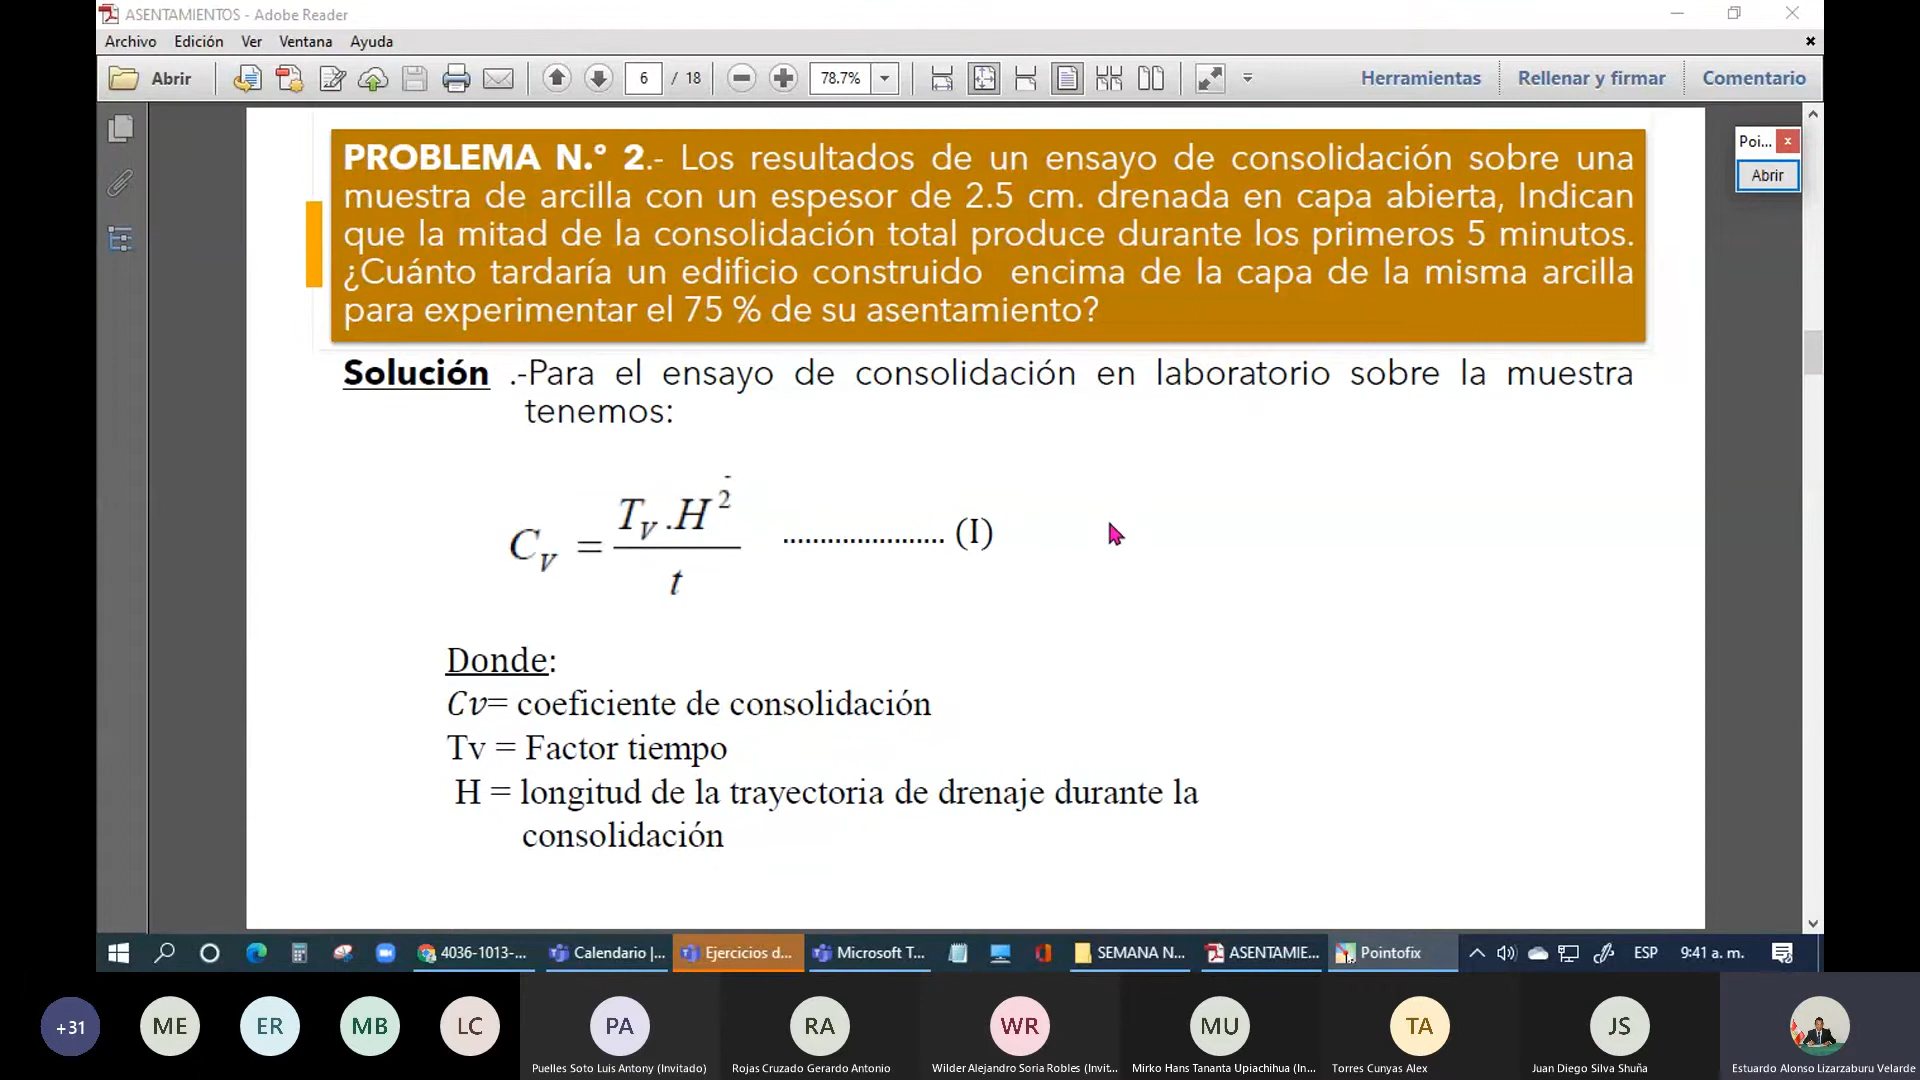 ASENTAMIENTOS - Adobe Reader
Archivo Edición Ver Ventana Ayuda
Abrir 6 / 18 78.7% Herramientas Rellenar y firmar Comentario
Poi...
Abrir
PROBLEMA N.º 2.- Los resultados de un ensayo de consolidación sobre una
muestra de arcilla con un espesor de 2.5 cm. drenada en capa abierta, Indican
que la mitad de la consolidación total produce durante los primeros 5 minutos.
¿Cuánto tardaría un edificio construido encima de la capa de la misma arcilla
para experimentar el 75 % de su asentamiento?
Solución .-Para el ensayo de consolidación en laboratorio sobre la muestra
tenemos:
C_V = T_V .H^2 / t ...................... (I)
Donde:
Cv= coeficiente de consolidación
Tv = Factor tiempo
H = longitud de la trayectoria de drenaje durante la
consolidación
4036-1013-... Calendario |... Ejercicios d... Microsoft T... SEMANA N... ASENTAMIE... Pointofix ESP 9:41 a. m.
+31 ME ER MB LC PA RA WR MU TA JS
Puelles Soto Luis Antony (Invitado) Rojas Cruzado Gerardo Antonio Wilder Alejandro Soria Robles (Invit... Mirko Hans Tananta Upiachihua (In... Torres Cunyas Alex Juan Diego Silva Shuña Estuardo Alonso Lizarzaburu Velarde